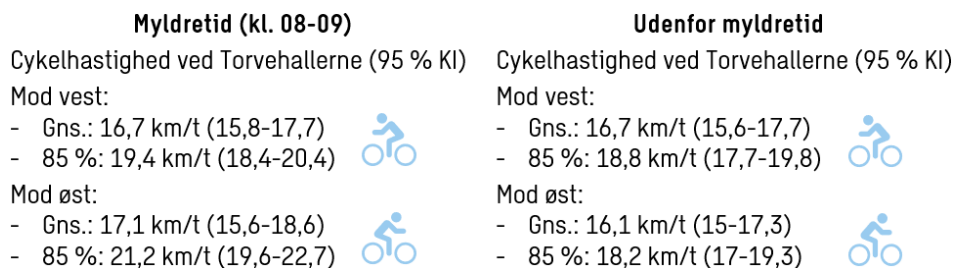 Myldretid (kl. 08-09)
Cykelhastighed ved Torvehallerne (95 % KI)
Mod vest:
- Gns.: 16,7 km/t (15,8-17,7)
- 85 %: 19,4 km/t (18,4-20,4)
Mod øst:
- Gns.: 17,1 km/t (15,6-18,6)
- 85 %: 21,2 km/t (19,6-22,7)
Udenfor myldretid
Cykelhastighed ved Torvehallerne (95 % KI)
Mod vest:
- Gns.: 16,7 km/t (15,6-17,7)
- 85 %: 18,8 km/t (17,7-19,8)
Mod øst:
- Gns.: 16,1 km/t (15-17,3)
- 85 %: 18,2 km/t (17-19,3)